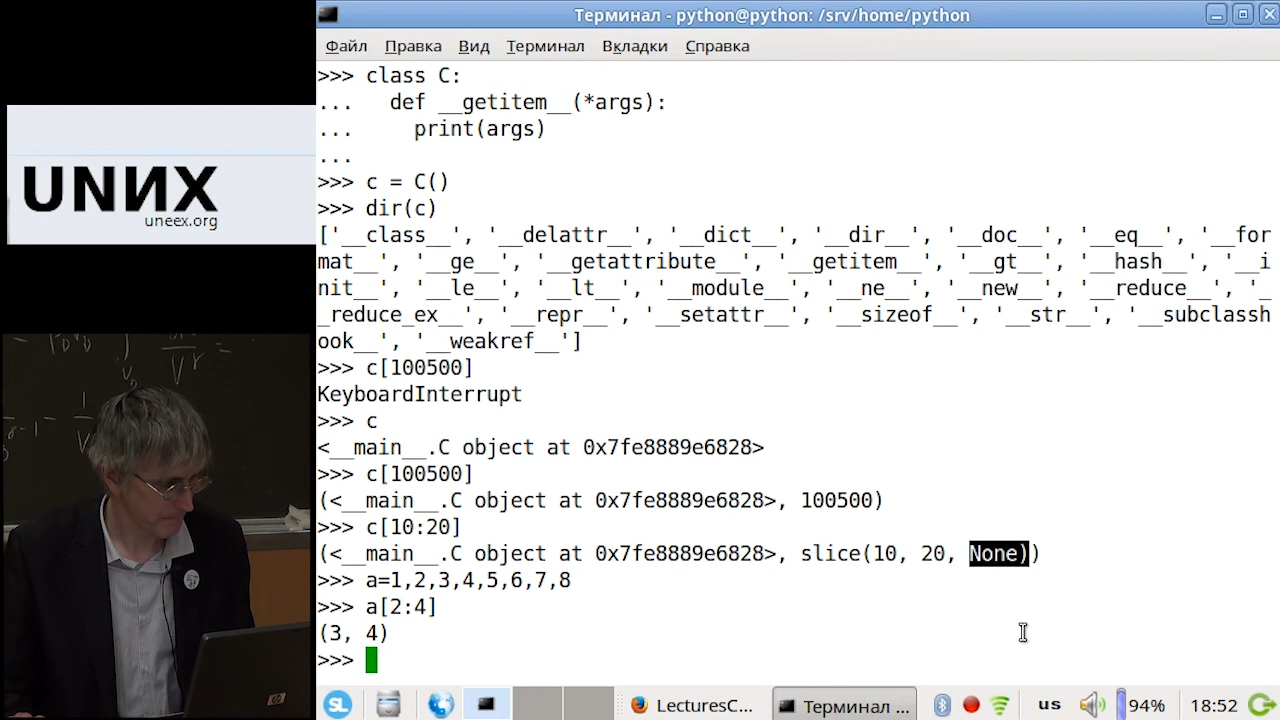 Терминал - python@python: /srv/home/python
Файл Правка Вид Терминал Вкладки Справка
UNИX
uneex.org
>>> class C:
...   def __getitem__(*args):
...     print(args)
...
>>> c = C()
>>> dir(c)
['__class__', '__delattr__', '__dict__', '__dir__', '__doc__', '__eq__', '__for
mat__', '__ge__', '__getattribute__', '__getitem__', '__gt__', '__hash__', '__i
nit__', '__le__', '__lt__', '__module__', '__ne__', '__new__', '__reduce__', '_
_reduce_ex__', '__repr__', '__setattr__', '__sizeof__', '__str__', '__subclassh
ook__', '__weakref__']
>>> c[100500]
KeyboardInterrupt
>>> c
<__main__.C object at 0x7fe8889e6828>
>>> c[100500]
(<__main__.C object at 0x7fe8889e6828>, 100500)
>>> c[10:20]
(<__main__.C object at 0x7fe8889e6828>, slice(10, 20, None))
>>> a=1,2,3,4,5,6,7,8
>>> a[2:4]
(3, 4)
>>>
hp
SL LecturesC... Терминал ... us 94% 18:52